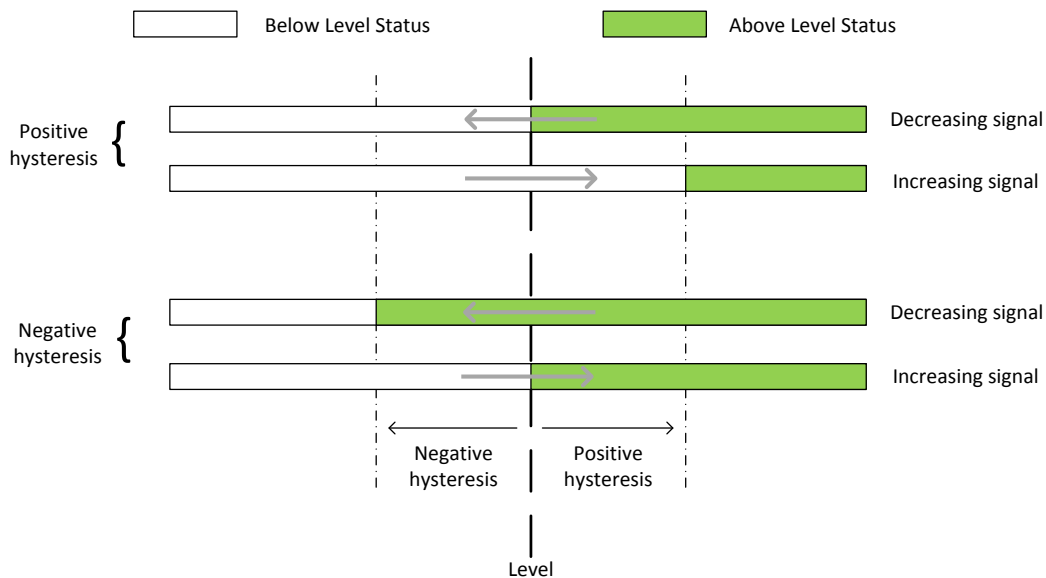 Below Level Status
Above Level Status
Positive
hysteresis
{
Decreasing signal
Increasing signal
Negative
hysteresis
{
Decreasing signal
Increasing signal
Negative
hysteresis
Positive
hysteresis
Level